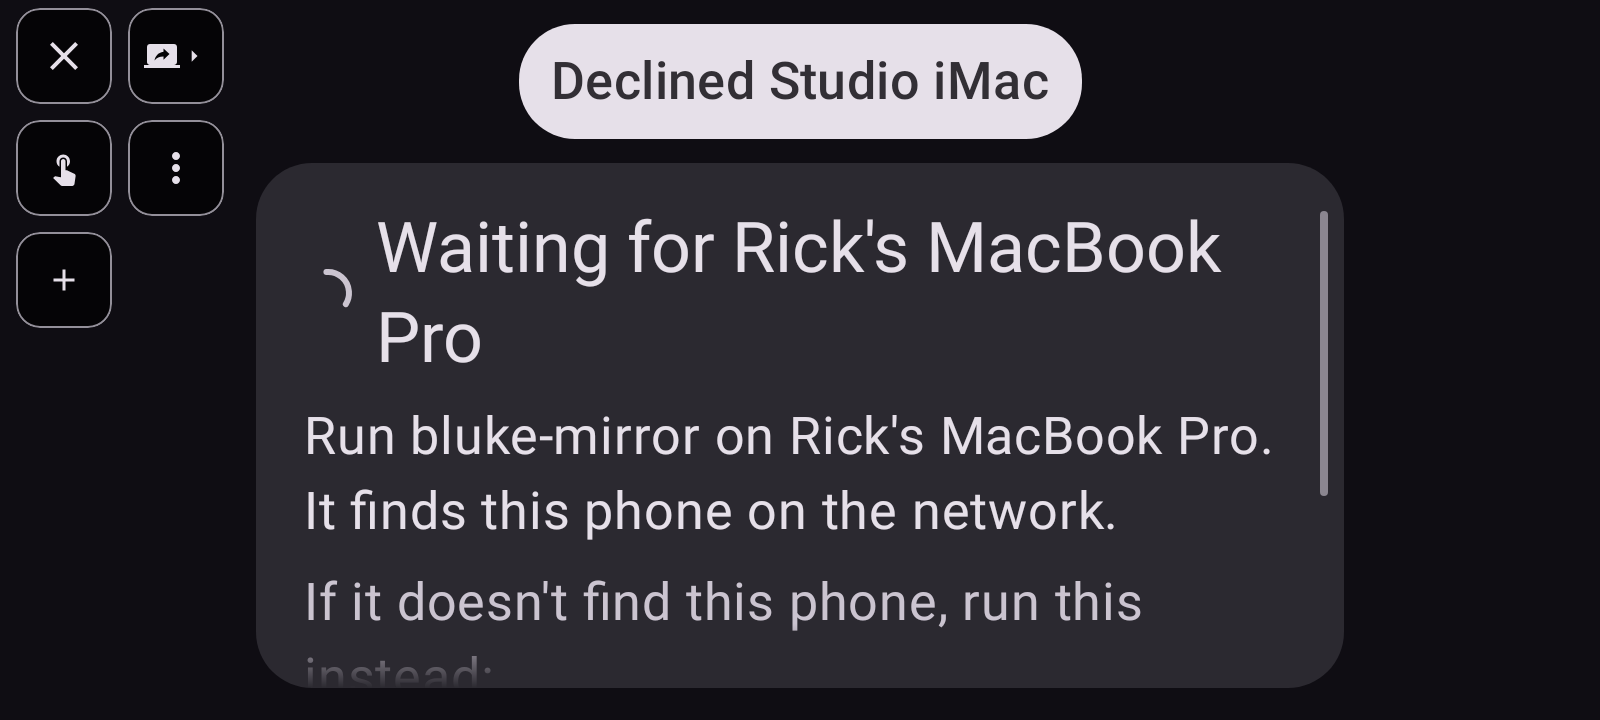 Declined Studio iMac
Waiting for Rick's MacBook
Pro
Run bluke-mirror on Rick's MacBook Pro.
It finds this phone on the network.
If it doesn't find this phone, run this
instead: